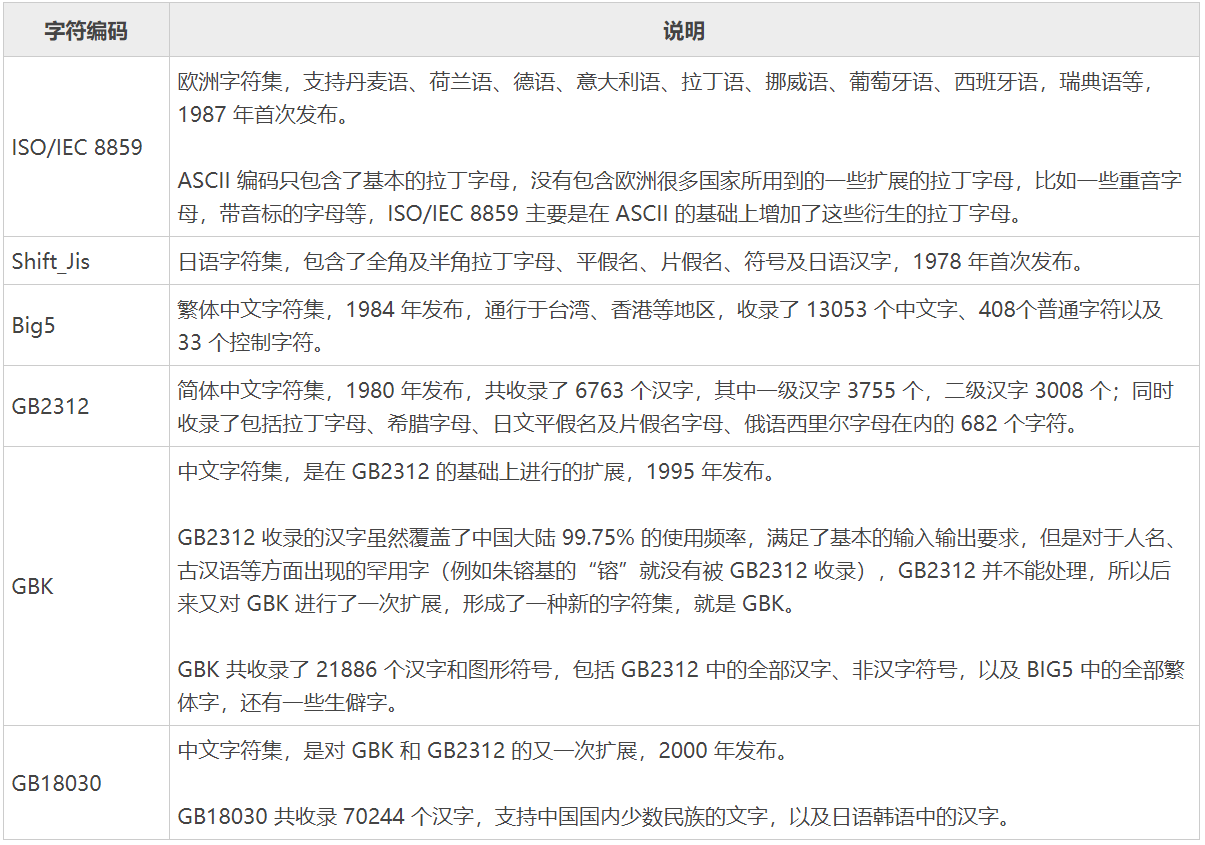 字符编码
说明
ISO/IEC 8859
欧洲字符集，支持丹麦语、荷兰语、德语、意大利语、拉丁语、挪威语、葡萄牙语、西班牙语，瑞典语等，
1987 年首次发布。
ASCII 编码只包含了基本的拉丁字母，没有包含欧洲很多国家所用到的一些扩展的拉丁字母，比如一些重音字
母，带音标的字母等，ISO/IEC 8859 主要是在 ASCII 的基础上增加了这些衍生的拉丁字母。
Shift_Jis
日语字符集，包含了全角及半角拉丁字母、平假名、片假名、符号及日语汉字，1978 年首次发布。
Big5
繁体中文字符集，1984 年发布，通行于台湾、香港等地区，收录了 13053 个中文字、408个普通字符以及
33 个控制字符。
GB2312
简体中文字符集，1980 年发布，共收录了 6763 个汉字，其中一级汉字 3755 个，二级汉字 3008 个；同时
收录了包括拉丁字母、希腊字母、日文平假名及片假名字母、俄语西里尔字母在内的 682 个字符。
GBK
中文字符集，是在 GB2312 的基础上进行的扩展，1995 年发布。
GB2312 收录的汉字虽然覆盖了中国大陆 99.75% 的使用频率，满足了基本的输入输出要求，但是对于人名、
古汉语等方面出现的罕用字（例如朱镕基的“镕”就没有被 GB2312 收录），GB2312 并不能处理，所以后
来又对 GBK 进行了一次扩展，形成了一种新的字符集，就是 GBK。
GBK 共收录了 21886 个汉字和图形符号，包括 GB2312 中的全部汉字、非汉字符号，以及 BIG5 中的全部繁
体字，还有一些生僻字。
GB18030
中文字符集，是对 GBK 和 GB2312 的又一次扩展，2000 年发布。
GB18030 共收录 70244 个汉字，支持中国国内少数民族的文字，以及日语韩语中的汉字。